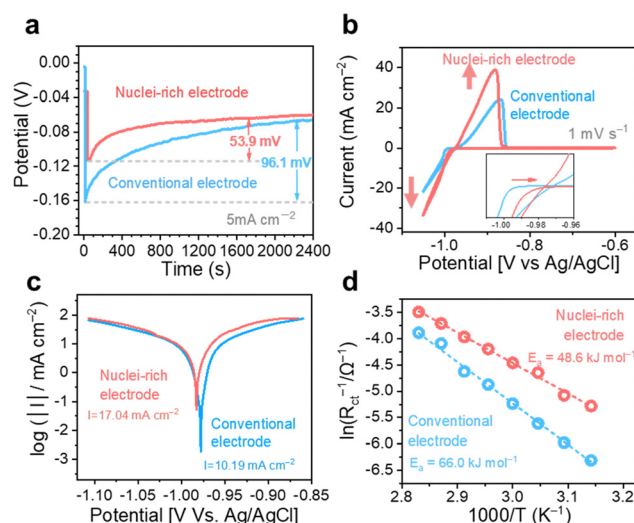 a
0.00
-0.04
-0.08
-0.12
-0.16
-0.20
Potential (V)
Nuclei-rich electrode
53.9 mV
96.1 mV
Conventional electrode
5mA cm⁻²
0 400 800 1200 1600 2000 2400
Time (s)
b
40
20
0
-20
-40
-60
Current (mA cm⁻²)
Nuclei-rich electrode
Conventional
electrode
1 mV s⁻¹
-1.00 -0.98 -0.96
-1.0 -0.8 -0.6
Potential [V vs Ag/AgCl]
c
2
1
0
-1
-2
-3
log (|I|/ mA cm⁻²)
Nuclei-rich
electrode
I=17.04 mA cm⁻²
Conventional
electrode
I=10.19 mA cm⁻²
-1.10 -1.05 -1.00 -0.95 -0.90 -0.85
Potential [V Vs. Ag/AgCl]
d
-3.5
-4.0
-4.5
-5.0
-5.5
-6.0
-6.5
ln(Rct⁻¹/Ω⁻¹)
Nuclei-rich
electrode
Ea = 48.6 kJ mol⁻¹
Conventional
electrode
Ea = 66.0 kJ mol⁻¹
2.8 2.9 3.0 3.1 3.2
1000/T (K⁻¹)